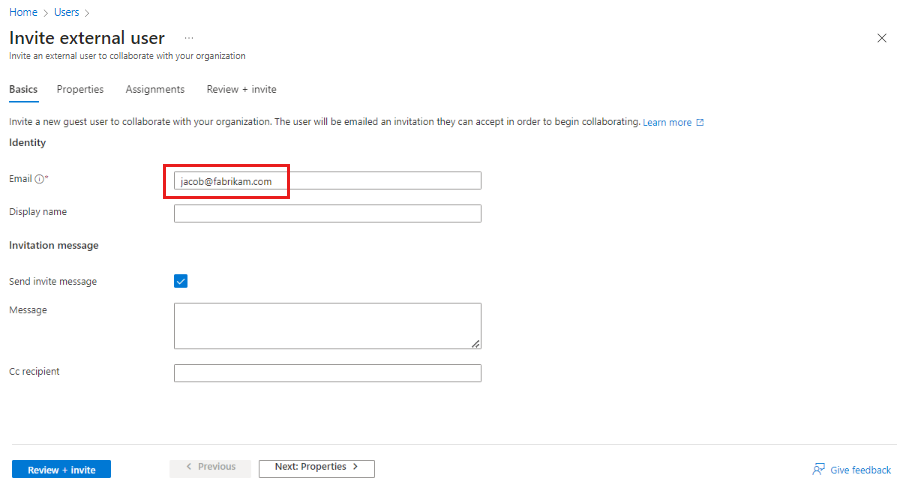 Home > Users >
Invite external user ...
Invite an external user to collaborate with your organization
Basics Properties Assignments Review + invite
Invite a new guest user to collaborate with your organization. The user will be emailed an invitation they can accept in order to begin collaborating. Learn more
Identity
Email * jacob@fabrikam.com
Display name
Invitation message
Send invite message
Message
Cc recipient
Review + invite < Previous Next: Properties > Give feedback